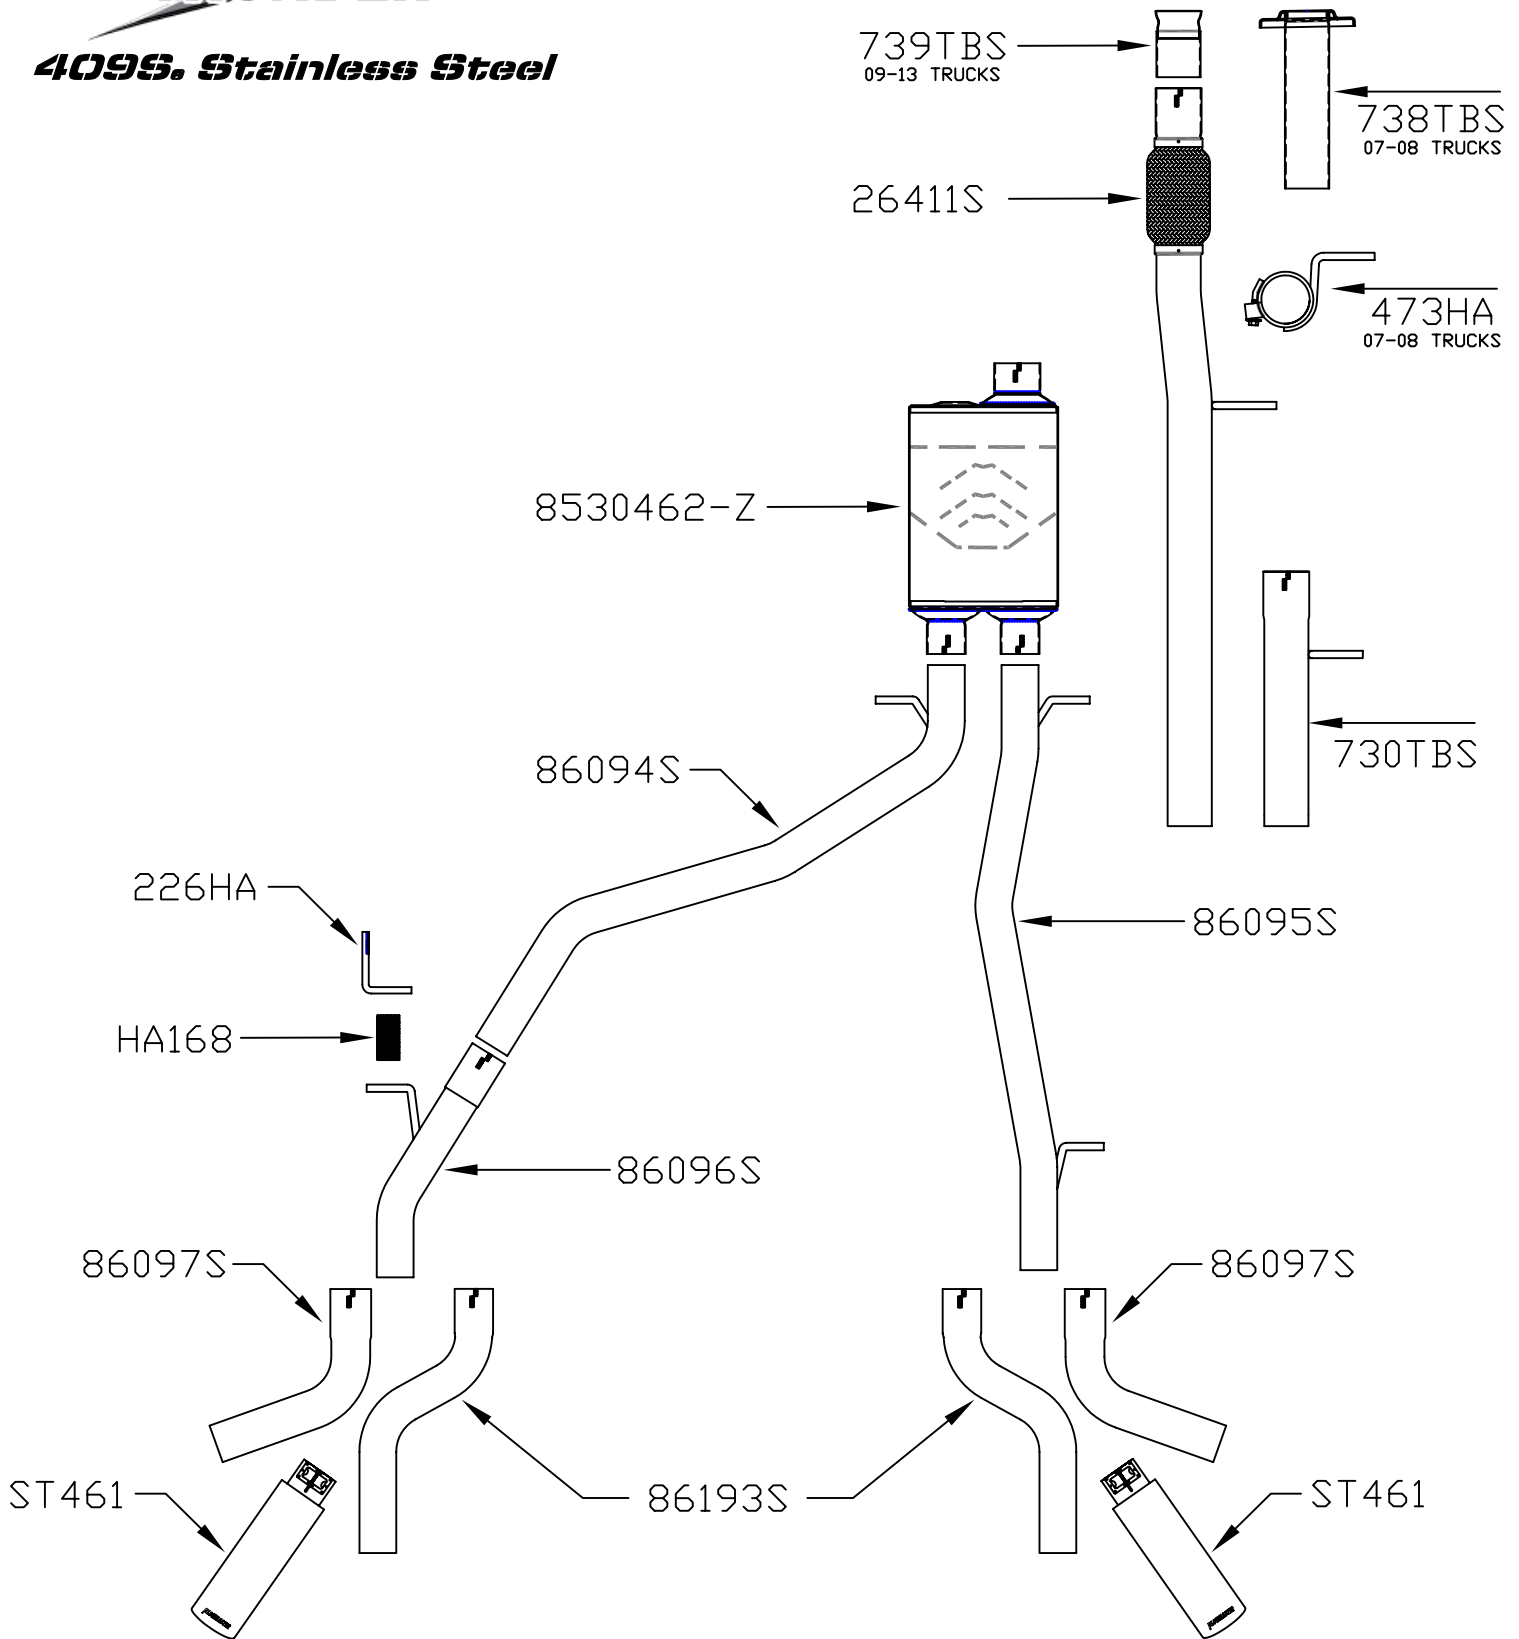 409S. Stainless Steel
739TBS
09-13 TRUCKS
738TBS
07-08 TRUCKS
26411S
473HA
07-08 TRUCKS
8530462-Z
730TBS
86094S
226HA
86095S
HA168
86096S
86097S
86097S
ST461
86193S
ST461